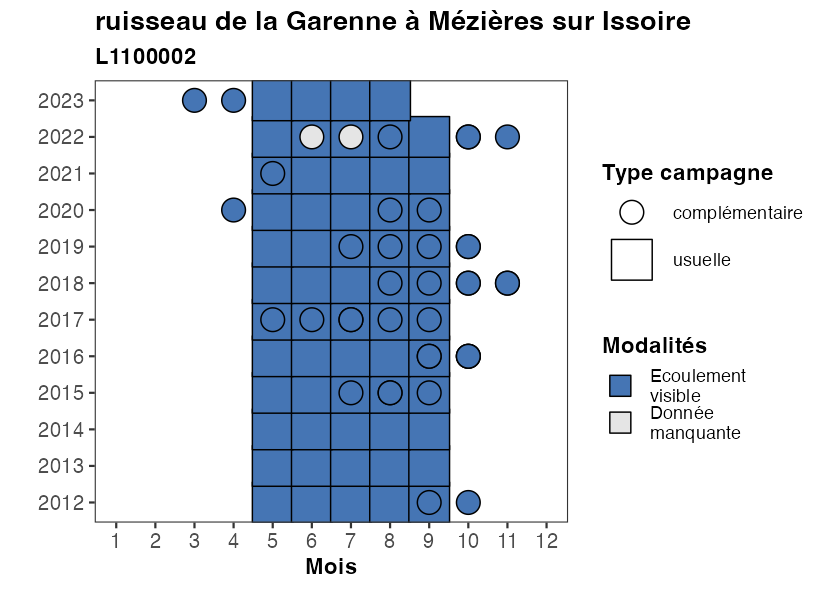 ruisseau de la Garenne à Mézières sur Issoire
L1100002
2023
2022
2021
2020
2019
2018
2017
2016
2015
2014
2013
2012
1 2 3 4 5 6 7 8 9 10 11 12
Mois
Type campagne
complémentaire
usuelle
Modalités
Ecoulement
visible
Donnée
manquante